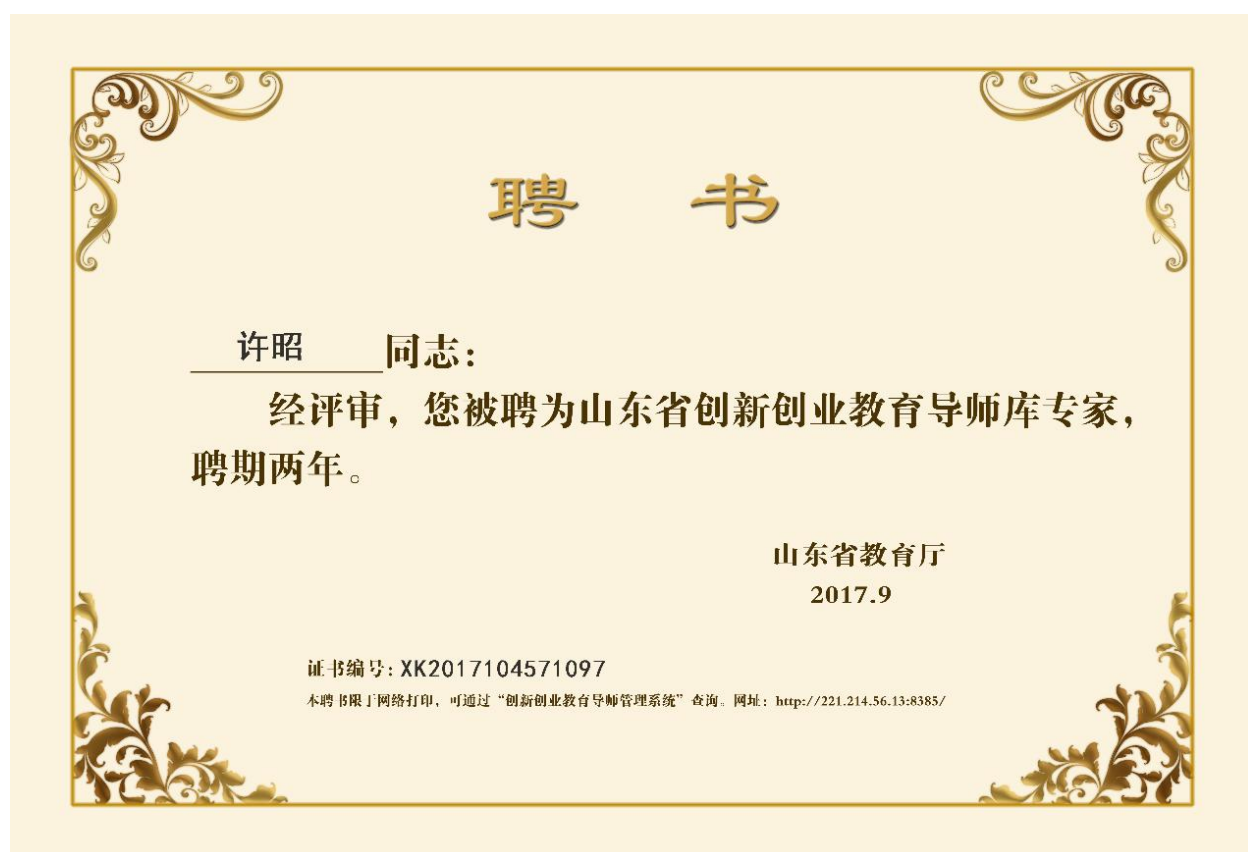 聘 书
许昭 同志：
经评审，您被聘为山东省创新创业教育导师库专家，
聘期两年。
山东省教育厅
2017.9
证书编号：XK2017104571097
本聘书限于网络打印，可通过“创新创业教育导师管理系统”查询。网址：http://221.214.56.13:8385/